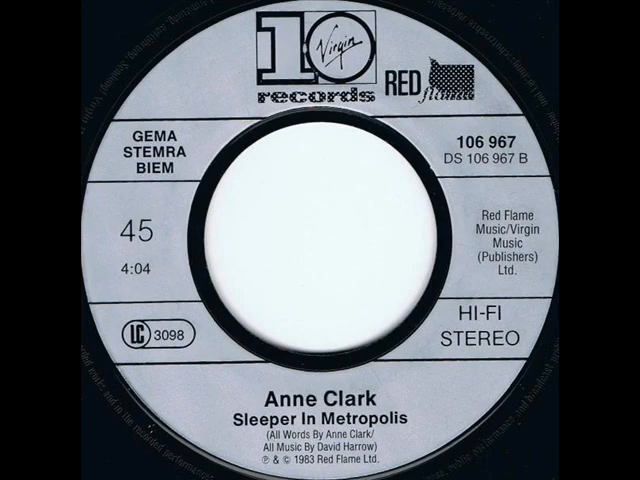 10
Virgin
records
RED
flame
GEMA
STEMRA
BIEM
106 967
DS 106 967 B
45
4:04
Red Flame
Music/Virgin
Music
(Publishers)
Ltd.
LC 3098
HI-FI
STEREO
Anne Clark
Sleeper In Metropolis
(All Words By Anne Clark/
All Music By David Harrow)
℗ & © 1983 Red Flame Ltd.